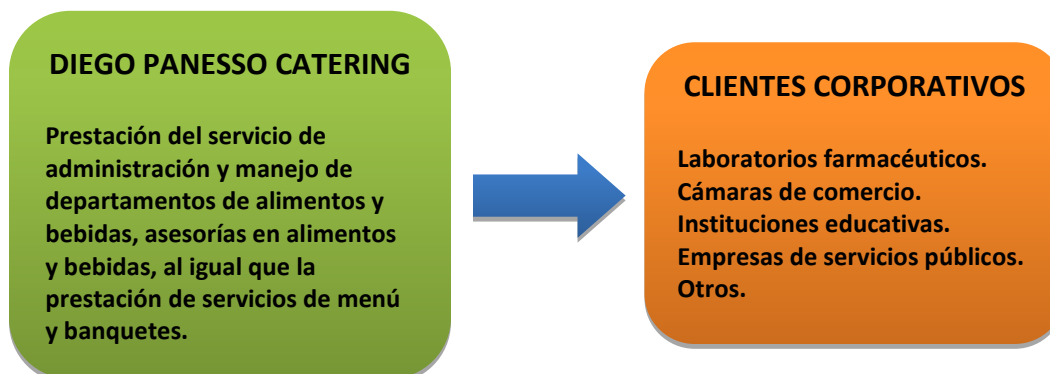 DIEGO PANESSO CATERING
Prestación del servicio de
administración y manejo de
departamentos de alimentos y
bebidas, asesorías en alimentos
y bebidas, al igual que la
prestación de servicios de menú
y banquetes.
CLIENTES CORPORATIVOS
Laboratorios farmacéuticos.
Cámaras de comercio.
Instituciones educativas.
Empresas de servicios públicos.
Otros.